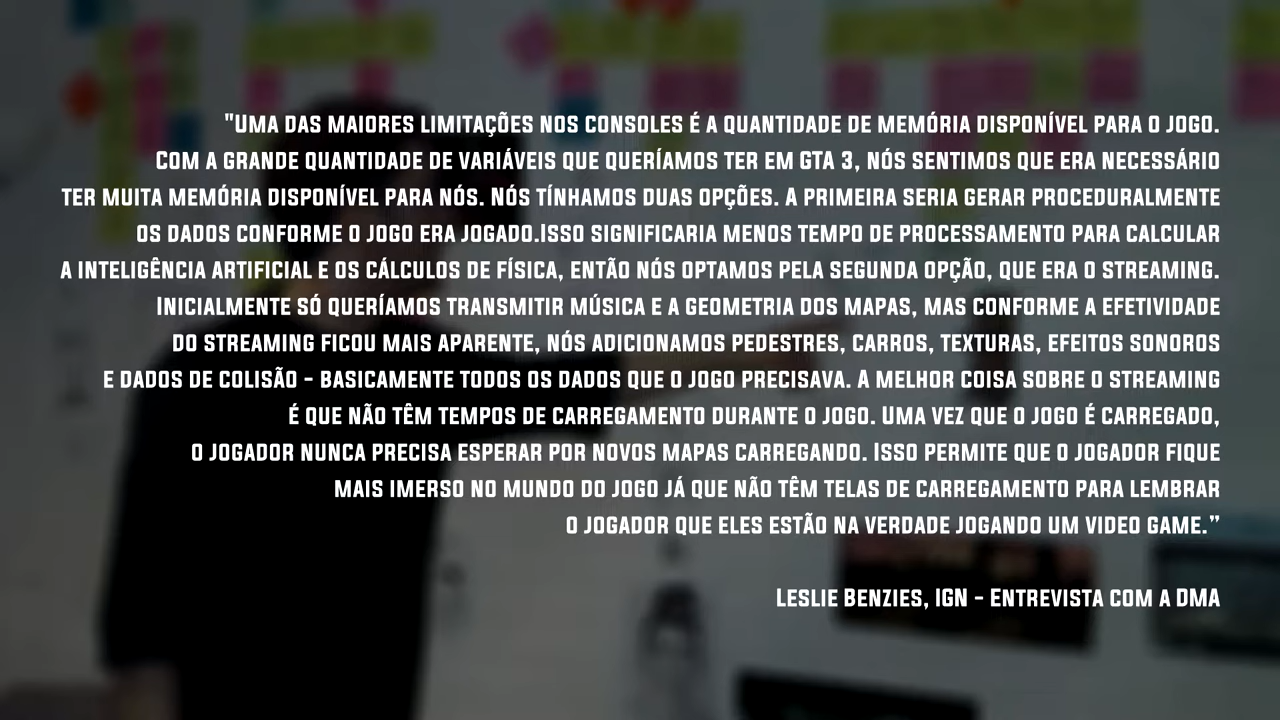 "Uma das maiores limitações nos consoles é a quantidade de memória disponível para o jogo.
Com a grande quantidade de variáveis que queríamos ter em GTA 3, nós sentimos que era necessário
ter muita memória disponível para nós. Nós tínhamos duas opções. A primeira seria gerar proceduralmente
os dados conforme o jogo era jogado.Isso significaria menos tempo de processamento para calcular
a inteligência artificial e os cálculos de física, então nós optamos pela segunda opção, que era o streaming.
Inicialmente só queríamos transmitir música e a geometria dos mapas, mas conforme a efetividade
do streaming ficou mais aparente, nós adicionamos pedestres, carros, texturas, efeitos sonoros
e dados de colisão - basicamente todos os dados que o jogo precisava. A melhor coisa sobre o streaming
é que não têm tempos de carregamento durante o jogo. Uma vez que o jogo é carregado,
o jogador nunca precisa esperar por novos mapas carregando. Isso permite que o jogador fique
mais imerso no mundo do jogo já que não têm telas de carregamento para lembrar
o jogador que eles estão na verdade jogando um video game.”
Leslie Benzies, IGN - Entrevista com a DMA